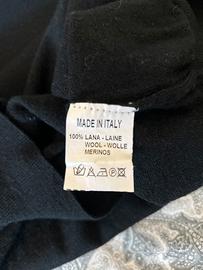 MADE IN ITALY
100% LANA - LAINE
WOOL - WOLLE
MERINOS